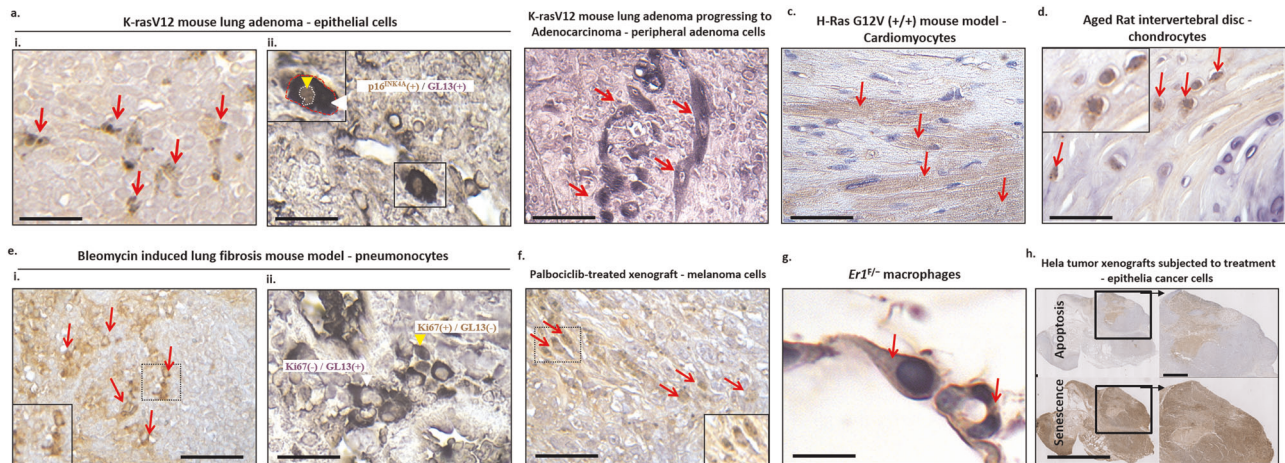 a.
K-rasV12 mouse lung adenoma - epithelial cells
i.
ii.
p16INK4A(+) / GL13(+)
K-rasV12 mouse lung adenoma progressing to
Adenocarcinoma - peripheral adenoma cells
c.
H-Ras G12V (+/+) mouse model -
Cardiomyocytes
d.
Aged Rat intervertebral disc -
chondrocytes
e.
Bleomycin induced lung fibrosis mouse model - pneumonocytes
i.
ii.
Ki67(+) / GL13(-)
Ki67(-) / GL13(+)
f.
Palbociclib-treated xenograft - melanoma cells
g.
Er1F/− macrophages
h.
Hela tumor xenografts subjected to treatment
- epithelia cancer cells
Apoptosis
Senescence